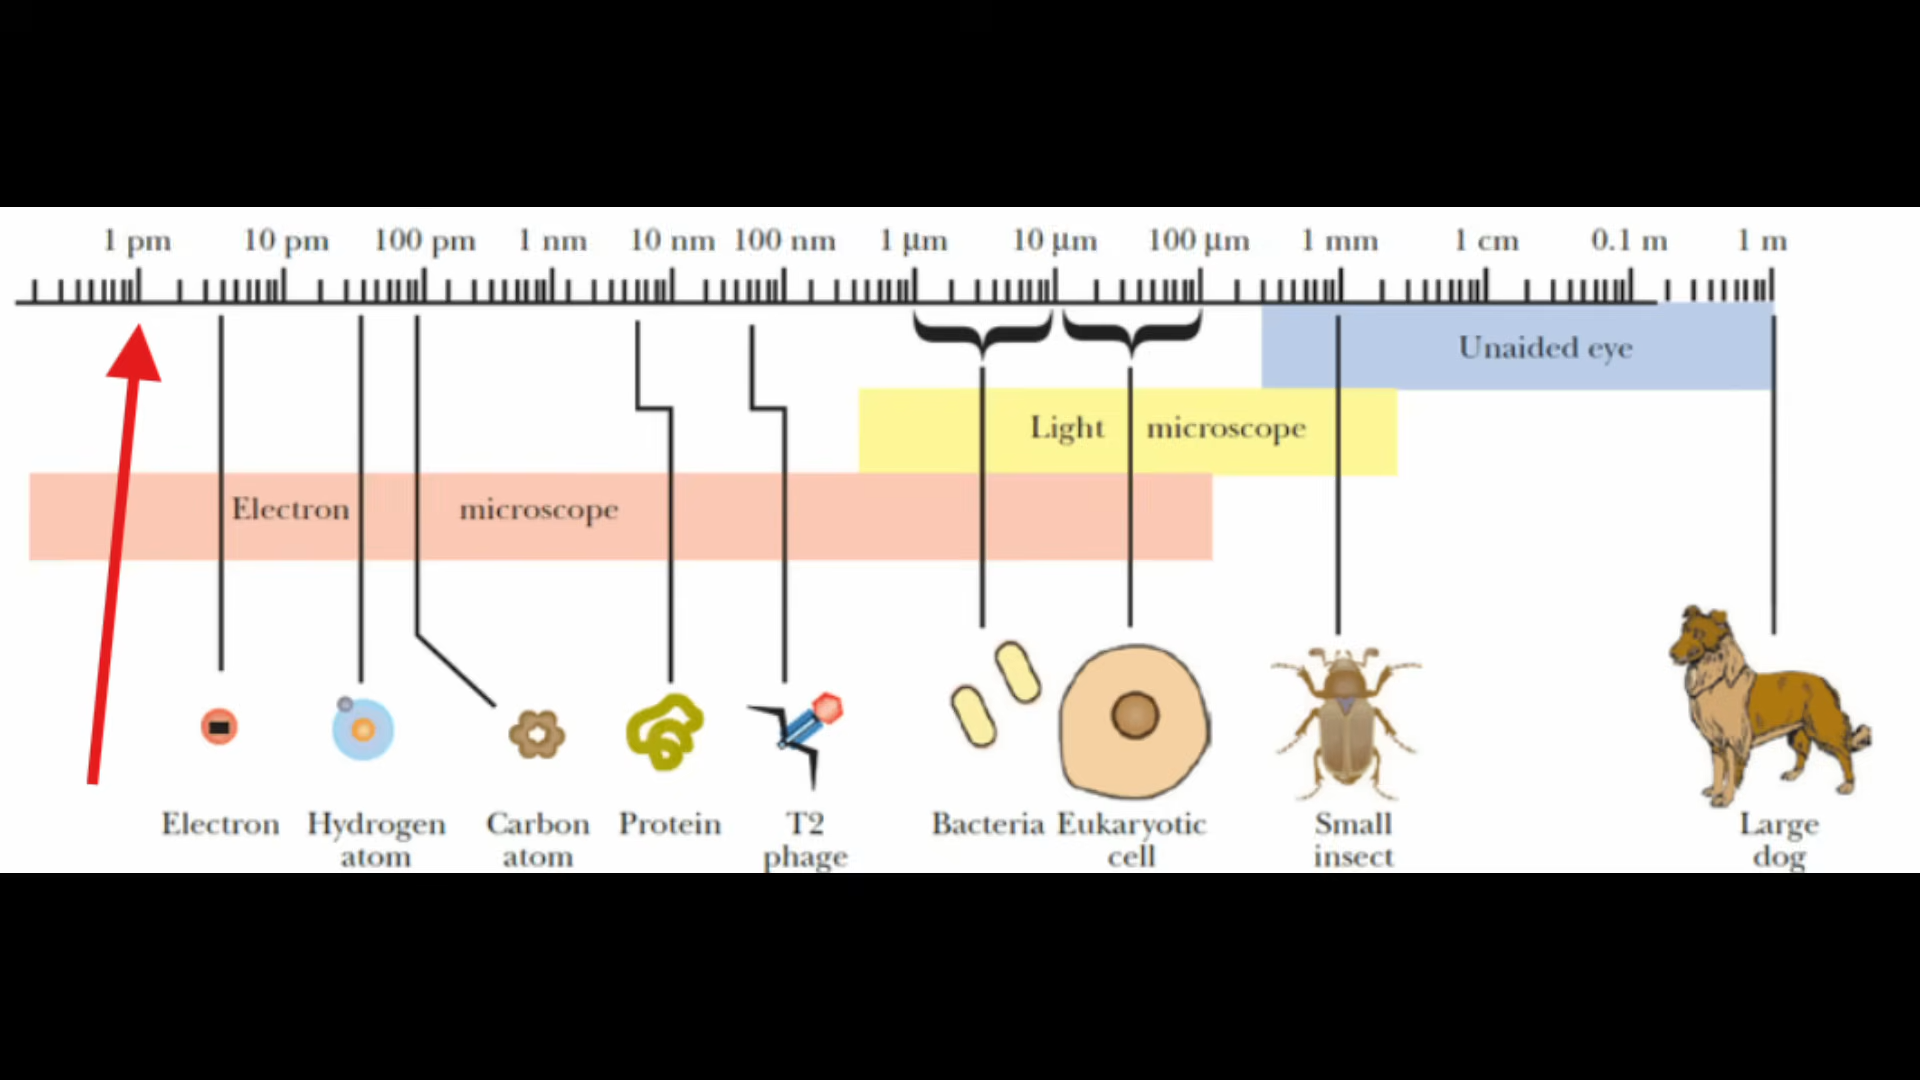 1 pm 10 pm 100 pm 1 nm 10 nm 100 nm 1 μm 10 μm 100 μm 1 mm 1 cm 0.1 m 1 m
Unaided eye
Light microscope
Electron microscope
Electron
Hydrogen
atom
Carbon
atom
Protein
T2
phage
Bacteria
Eukaryotic
cell
Small
insect
Large
dog